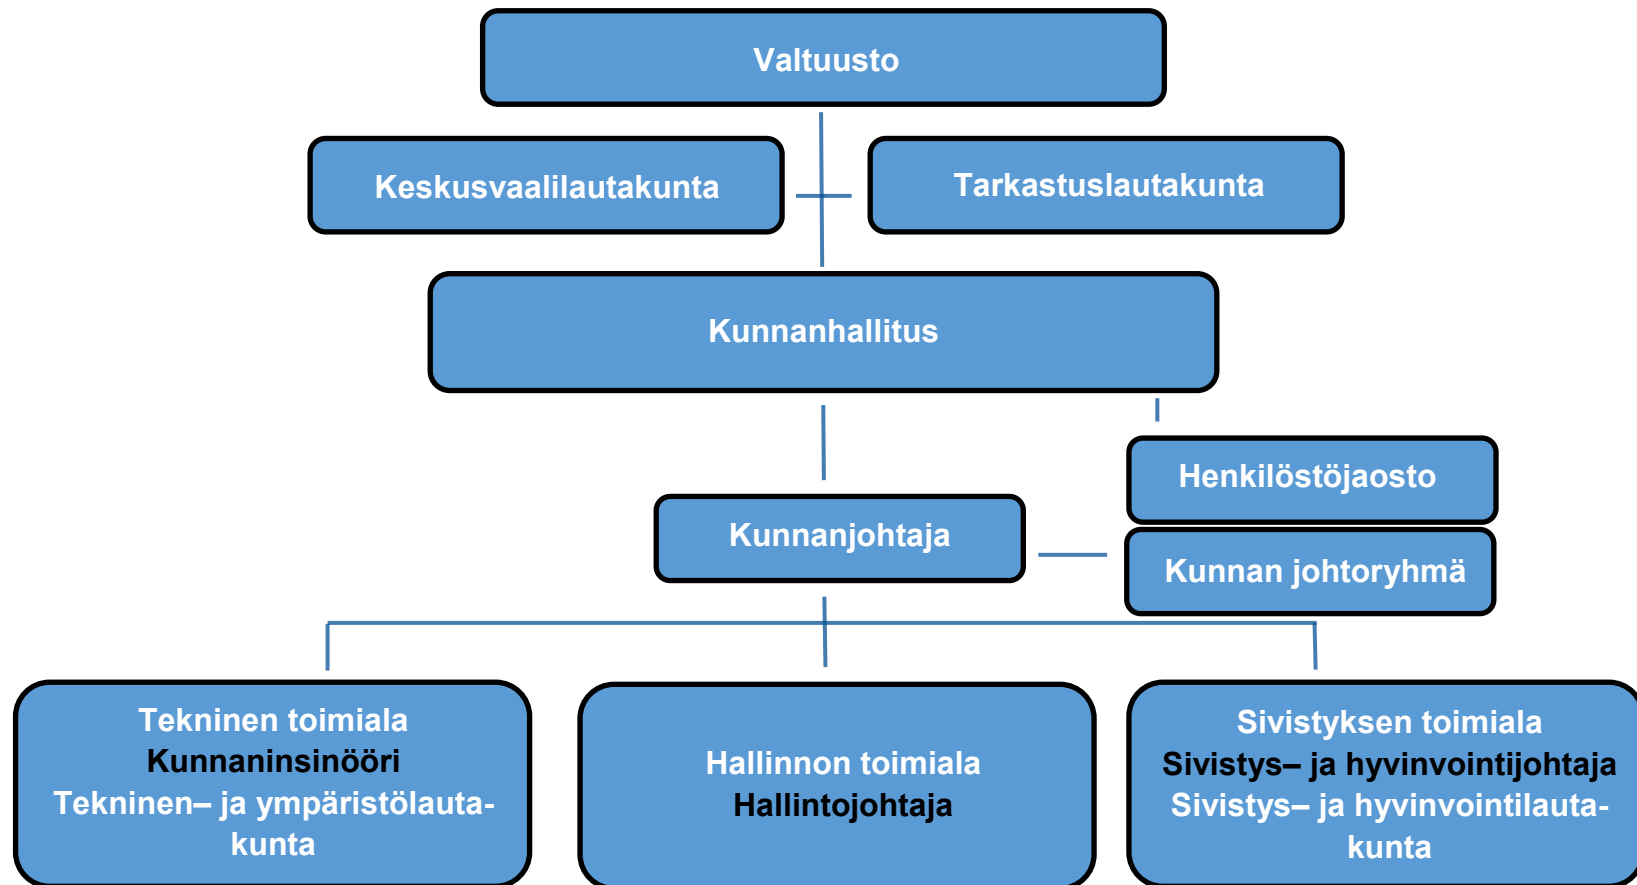 Valtuusto
Keskusvaalilautakunta
Tarkastuslautakunta
Kunnanhallitus
Henkilöstöjaosto
Kunnanjohtaja
Kunnan johtoryhmä
Tekninen toimiala
Kunnaninsinööri
Tekninen– ja ympäristölauta-
kunta
Hallinnon toimiala
Hallintojohtaja
Sivistyksen toimiala
Sivistys– ja hyvinvointijohtaja
Sivistys– ja hyvinvointilauta-
kunta